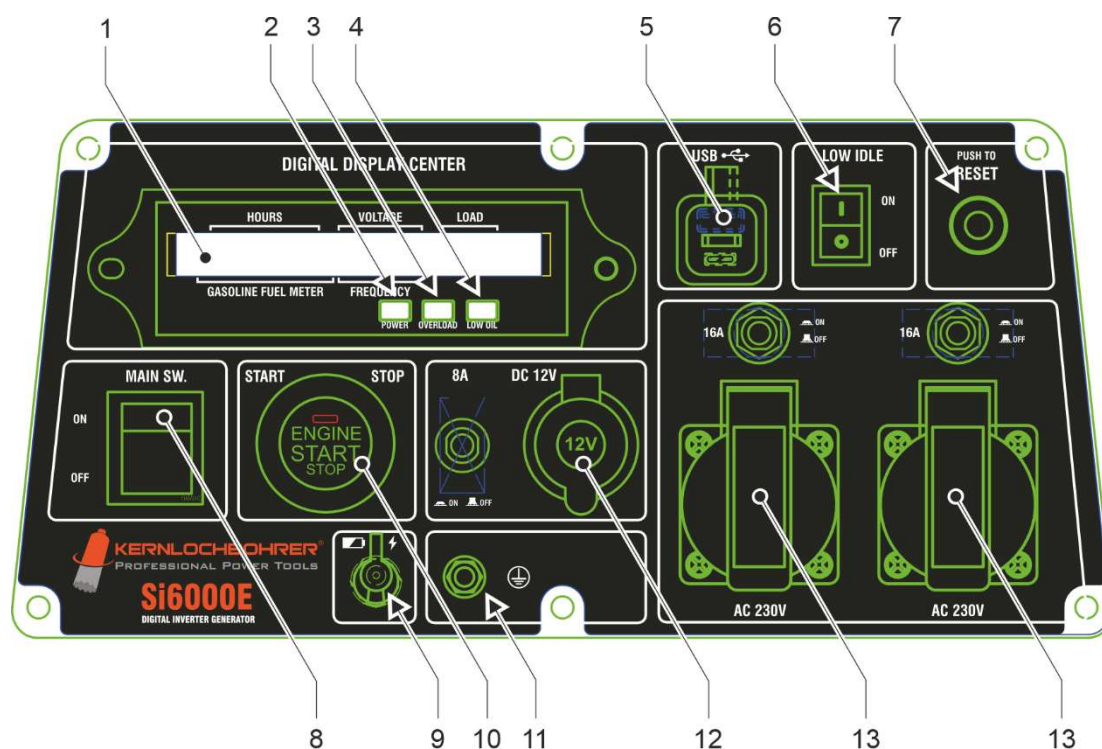 1 2 3 4 5 6 7
DIGITAL DISPLAY CENTER
HOURS VOLTAGE LOAD
GASOLINE FUEL METER FREQUENCY
POWER OVERLOAD LOW OIL
USB
LOW IDLE
ON
OFF
PUSH TO
RESET
MAIN SW.
ON
OFF
START STOP
ENGINE
START
STOP
8A DC 12V
12V
ON OFF
16A ON
OFF
16A ON
OFF
AC 230V AC 230V
KERNLOCHBOHRER®
PROFESSIONAL POWER TOOLS
Si6000E
DIGITAL INVERTER GENERATOR
8 9 10 11 12 13 13